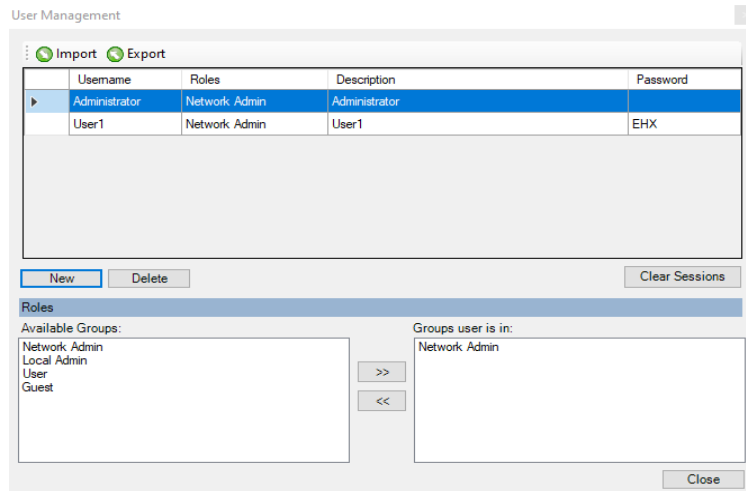 User Management
Import Export
Username Roles Description Password
Administrator Network Admin Administrator
User1 Network Admin User1 EHX
New Delete Clear Sessions
Roles
Available Groups: Groups user is in:
Network Admin Network Admin
Local Admin
User
Guest
>>
<<
Close